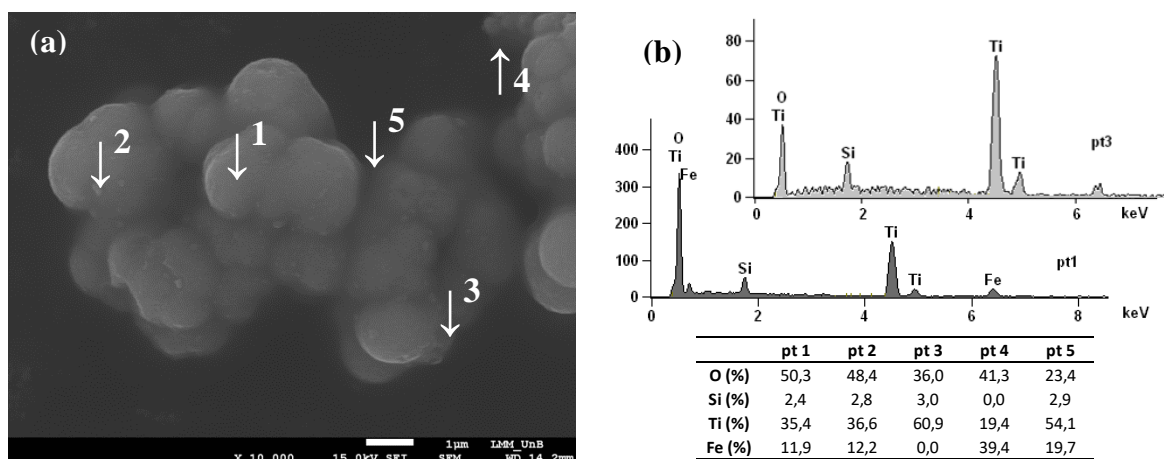 (a)
4
5
1
2
3
1µm LMM_UnB
X 10.000 15.0kV SEI SEM WD 14.2mm
(b)
80
60
40
20
0
O
Ti
Si
Ti
Ti
pt3
0 2 4 6 keV
400
300
200
100
0
O
Ti
Fe
Si
Ti
Ti
Fe
pt1
0 2 4 6 8 keV
pt 1 pt 2 pt 3 pt 4 pt 5
O (%) 50,3 48,4 36,0 41,3 23,4
Si (%) 2,4 2,8 3,0 0,0 2,9
Ti (%) 35,4 36,6 60,9 19,4 54,1
Fe (%) 11,9 12,2 0,0 39,4 19,7